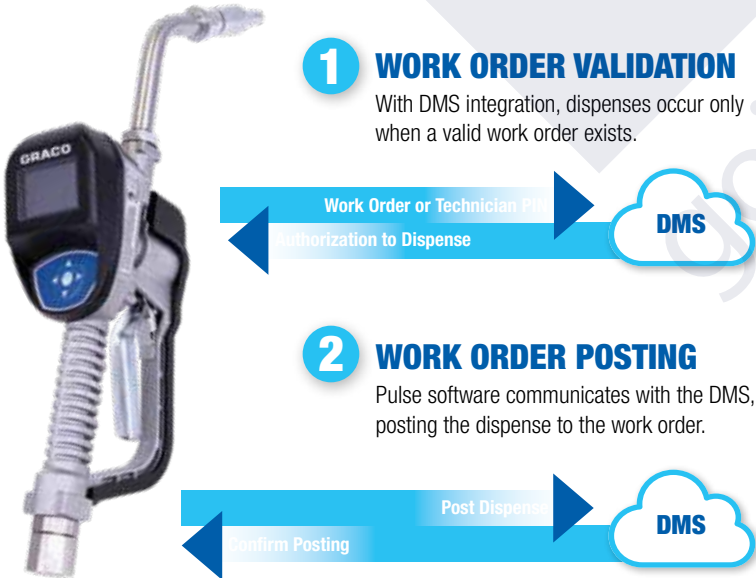 GRACO
1 WORK ORDER VALIDATION
With DMS integration, dispenses occur only
when a valid work order exists.
Work Order or Technician PIN
Authorization to Dispense
DMS
2 WORK ORDER POSTING
Pulse software communicates with the DMS,
posting the dispense to the work order.
Post Dispense
Confirm Posting
DMS